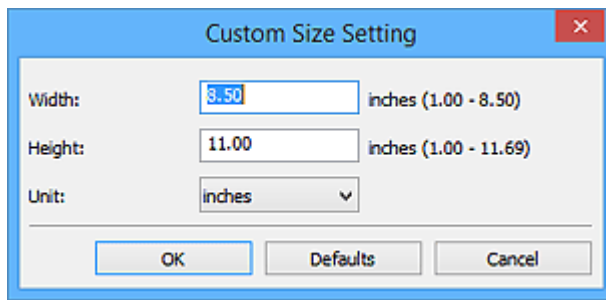 Custom Size Setting
Width: 8.50 inches (1.00 - 8.50)
Height: 11.00 inches (1.00 - 11.69)
Unit: inches
OK Defaults Cancel